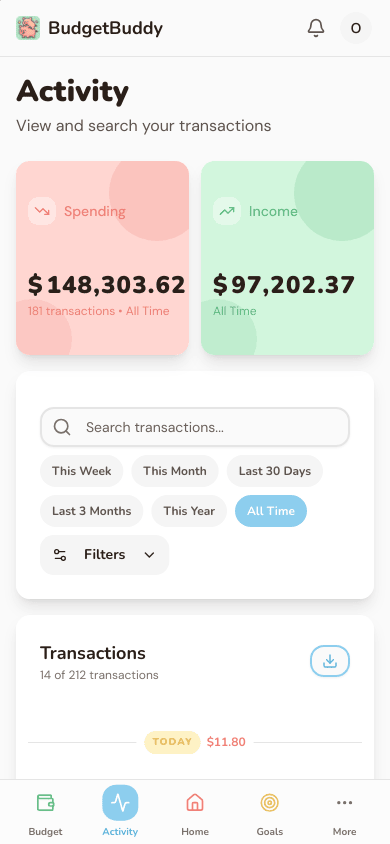 BudgetBuddy
O
Activity
View and search your transactions
Spending
$148,303.62
181 transactions • All Time
Income
$97,202.37
All Time
Search transactions...
This Week
This Month
Last 30 Days
Last 3 Months
This Year
All Time
Filters
Transactions
14 of 212 transactions
TODAY $11.80
Budget
Activity
Home
Goals
More